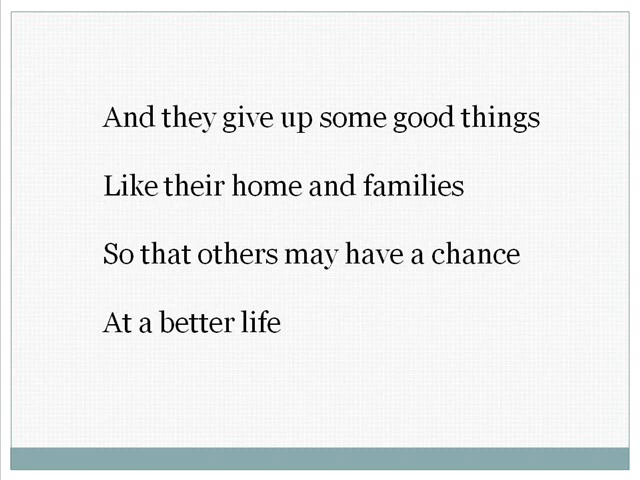 And they give up some good things
Like their home and families
So that others may have a chance
At a better life